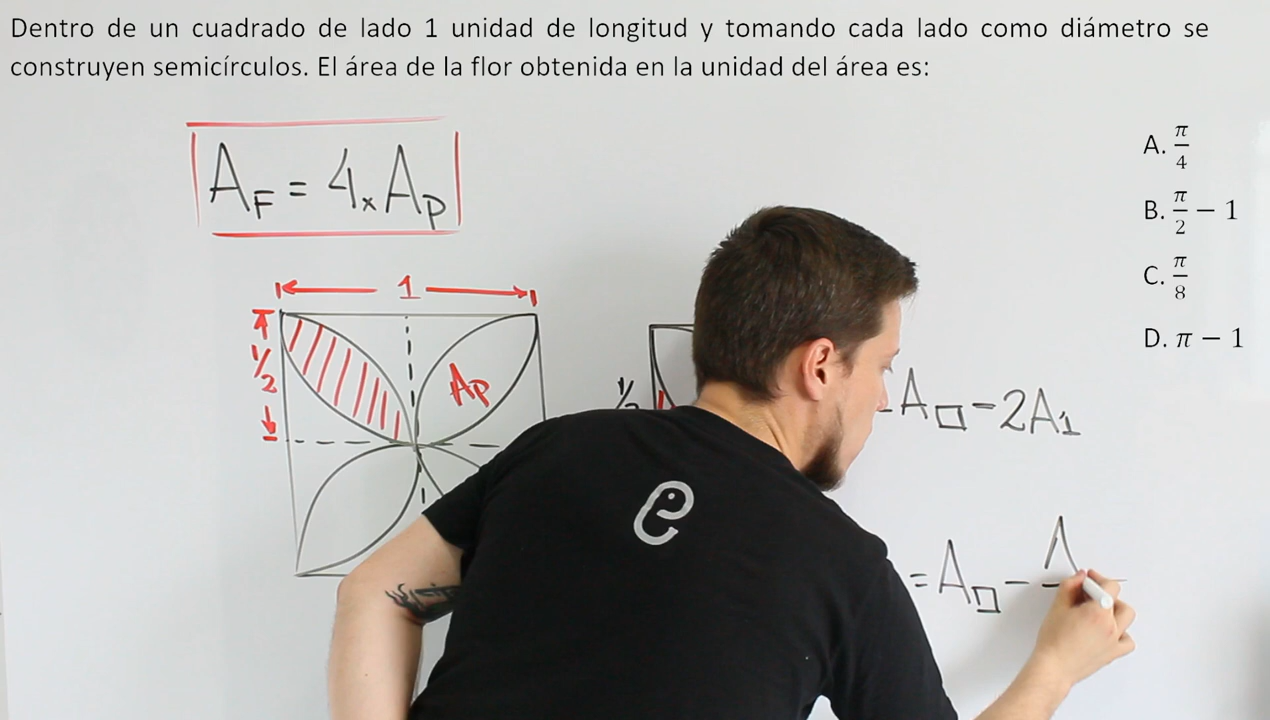 Dentro de un cuadrado de lado 1 unidad de longitud y tomando cada lado como diámetro se
construyen semicírculos. El área de la flor obtenida en la unidad del área es:
A. π/4
B. π/2 − 1
C. π/8
D. π − 1
A_F = 4 x A_P
1
1/2
A_P
1/2
A□ - 2A_1
= A□ - A
e